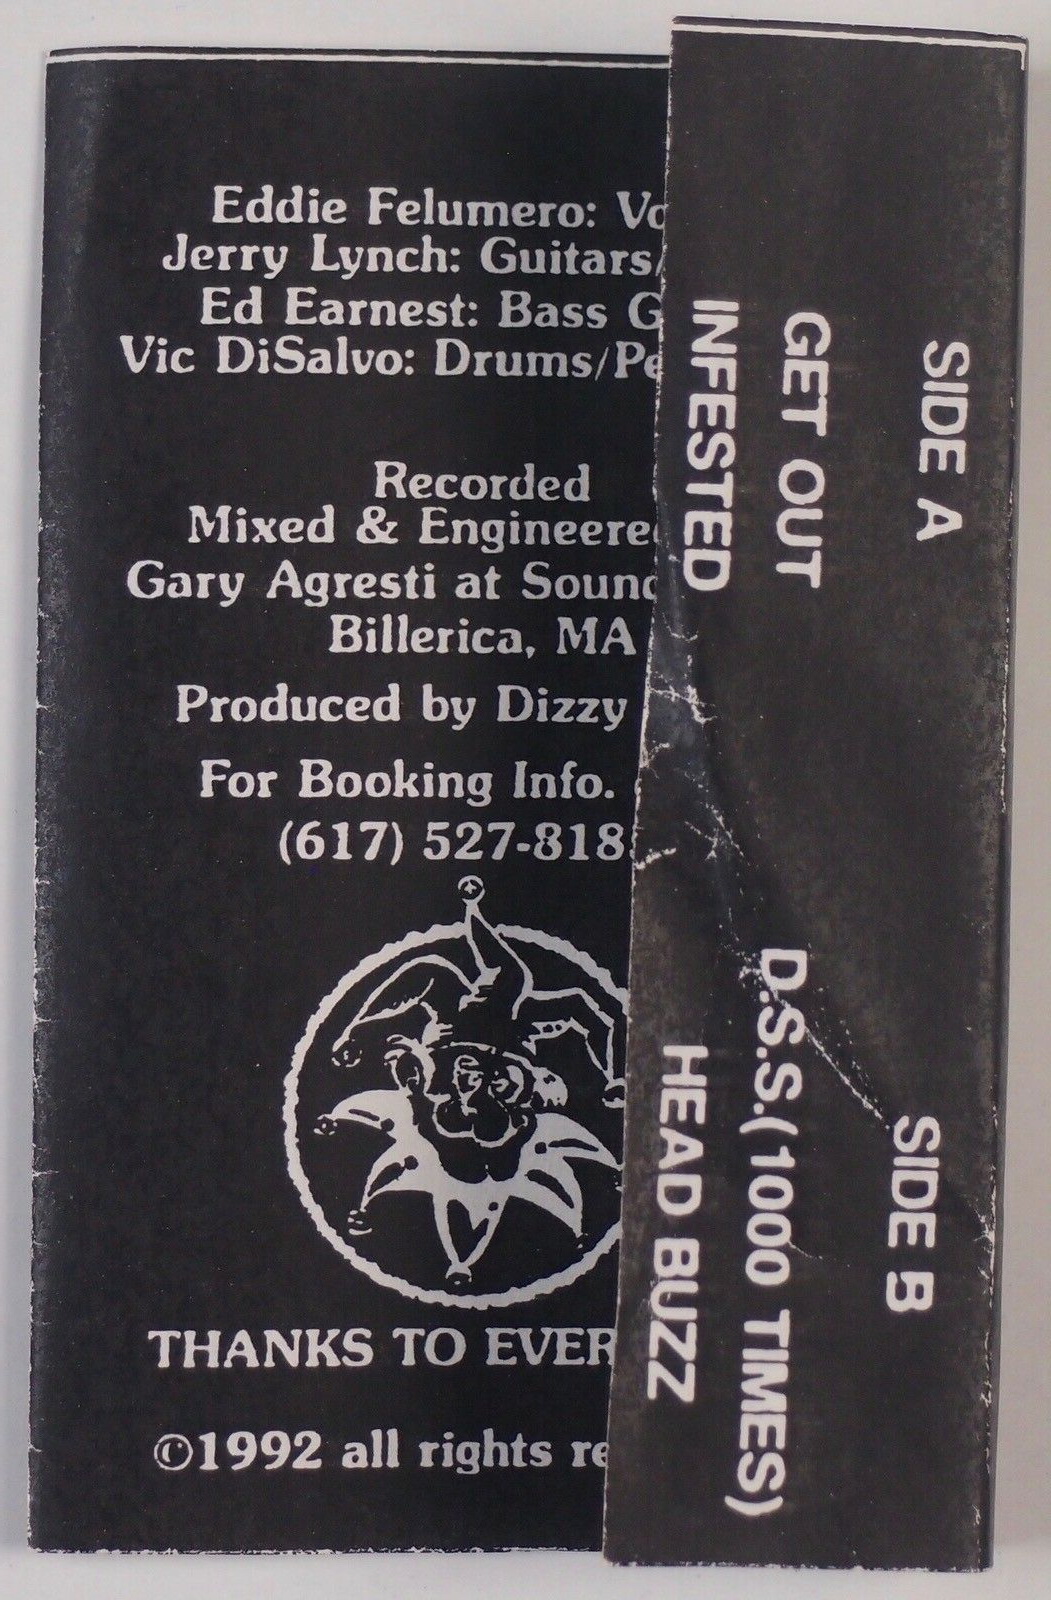 Eddie Felumero: Vo
Jerry Lynch: Guitars/
Ed Earnest: Bass G
Vic DiSalvo: Drums/Pe
Recorded
Mixed & Engineere
Gary Agresti at Sound
Billerica, MA
Produced by Dizzy
For Booking Info.
(617) 527-818
THANKS TO EVER
©1992 all rights re
SIDE A
GET OUT
INFESTED
SIDE B
D.S.S.(1000 TIMES)
HEAD BUZZ